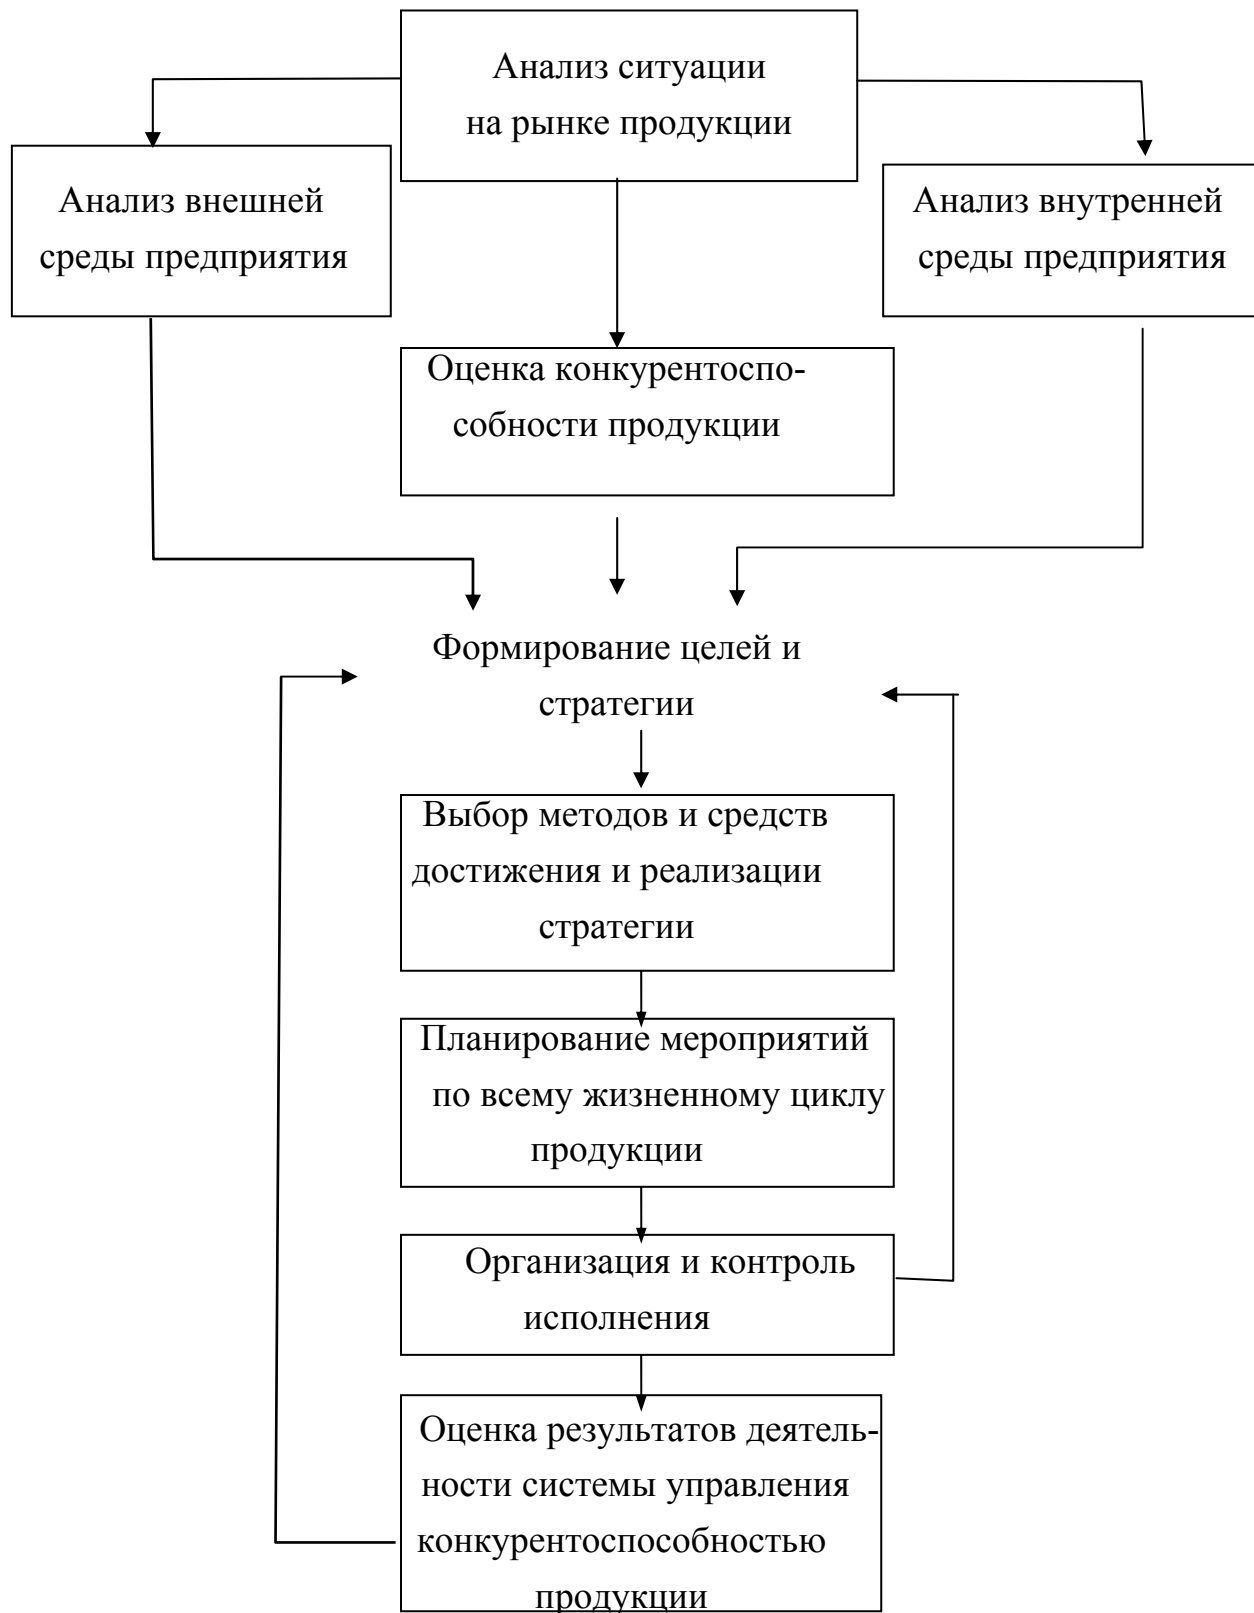 Анализ ситуации
на рынке продукции
Анализ внешней
среды предприятия
Анализ внутренней
среды предприятия
Оценка конкурентоспо-
собности продукции
Формирование целей и
стратегии
Выбор методов и средств
достижения и реализации
стратегии
Планирование мероприятий
по всему жизненному циклу
продукции
Организация и контроль
исполнения
Оценка результатов деятель-
ности системы управления
конкурентоспособностью
продукции